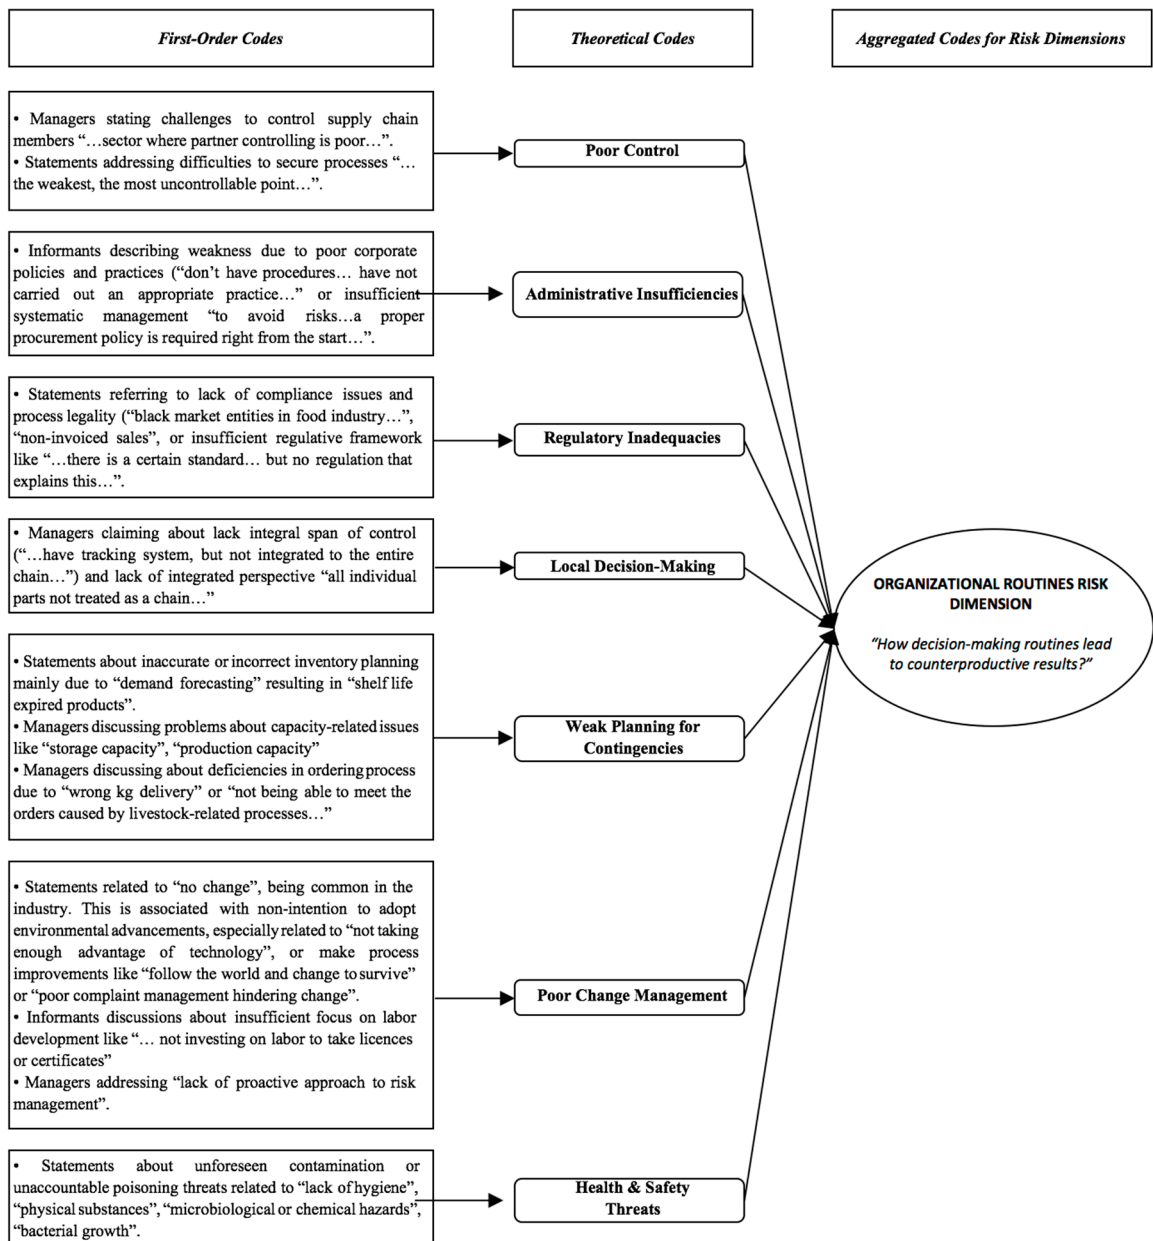 First-Order Codes
Theoretical Codes
Aggregated Codes for Risk Dimensions
• Managers stating challenges to control supply chain
members “…sector where partner controlling is poor…”.
• Statements addressing difficulties to secure processes “…
the weakest, the most uncontrollable point…”.
Poor Control
• Informants describing weakness due to poor corporate
policies and practices (“don’t have procedures… have not
carried out an appropriate practice…” or insufficient
systematic management “to avoid risks…a proper
procurement policy is required right from the start…”.
Administrative Insufficiencies
• Statements referring to lack of compliance issues and
process legality (“black market entities in food industry…”,
“non-invoiced sales”, or insufficient regulative framework
like “…there is a certain standard… but no regulation that
explains this…”.
Regulatory Inadequacies
• Managers claiming about lack integral span of control
(“…have tracking system, but not integrated to the entire
chain…”) and lack of integrated perspective “all individual
parts not treated as a chain…”
Local Decision-Making
• Statements about inaccurate or incorrect inventory planning
mainly due to “demand forecasting” resulting in “shelf life
expired products”.
• Managers discussing problems about capacity-related issues
like “storage capacity”, “production capacity”
• Managers discussing about deficiencies in ordering process
due to “wrong kg delivery” or “not being able to meet the
orders caused by livestock-related processes…”
Weak Planning for
Contingencies
• Statements related to “no change”, being common in the
industry. This is associated with non-intention to adopt
environmental advancements, especially related to “not taking
enough advantage of technology”, or make process
improvements like “follow the world and change to survive”
or “poor complaint management hindering change”.
• Informants discussions about insufficient focus on labor
development like “… not investing on labor to take licences
or certificates”
• Managers addressing “lack of proactive approach to risk
management”.
Poor Change Management
• Statements about unforeseen contamination or
unaccountable poisoning threats related to “lack of hygiene”,
“physical substances”, “microbiological or chemical hazards”,
“bacterial growth”.
Health & Safety
Threats
ORGANIZATIONAL ROUTINES RISK
DIMENSION
“How decision-making routines lead
to counterproductive results?”